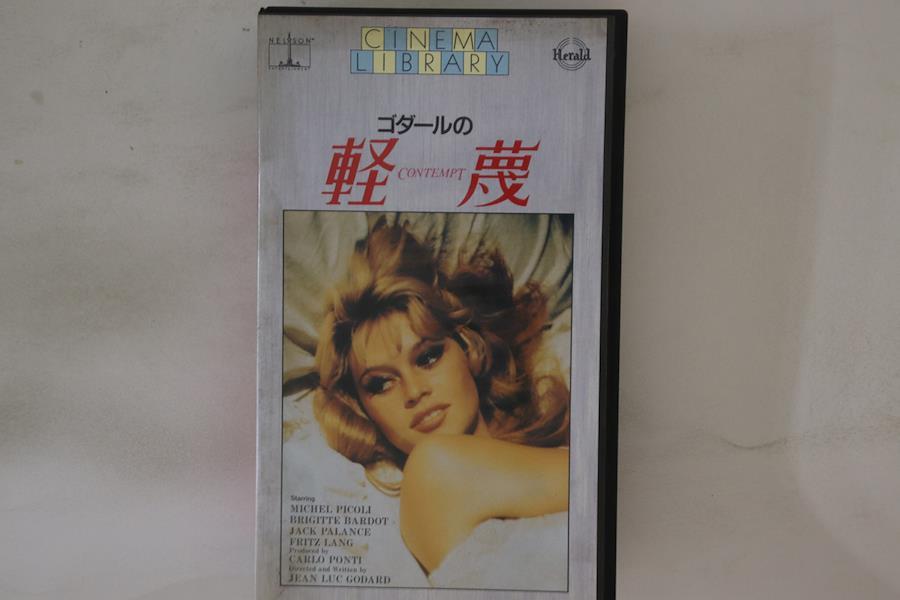 NELSON
ENTERTAINMENT
CINEMA
LIBRARY
Herald
ゴダールの
軽蔑
CONTEMPT
Starring
MICHEL PICOLI
BRIGITTE BARDOT
JACK PALANCE
FRITZ LANG
Produced by
CARLO PONTI
Directed and Written by
JEAN LUC GODARD